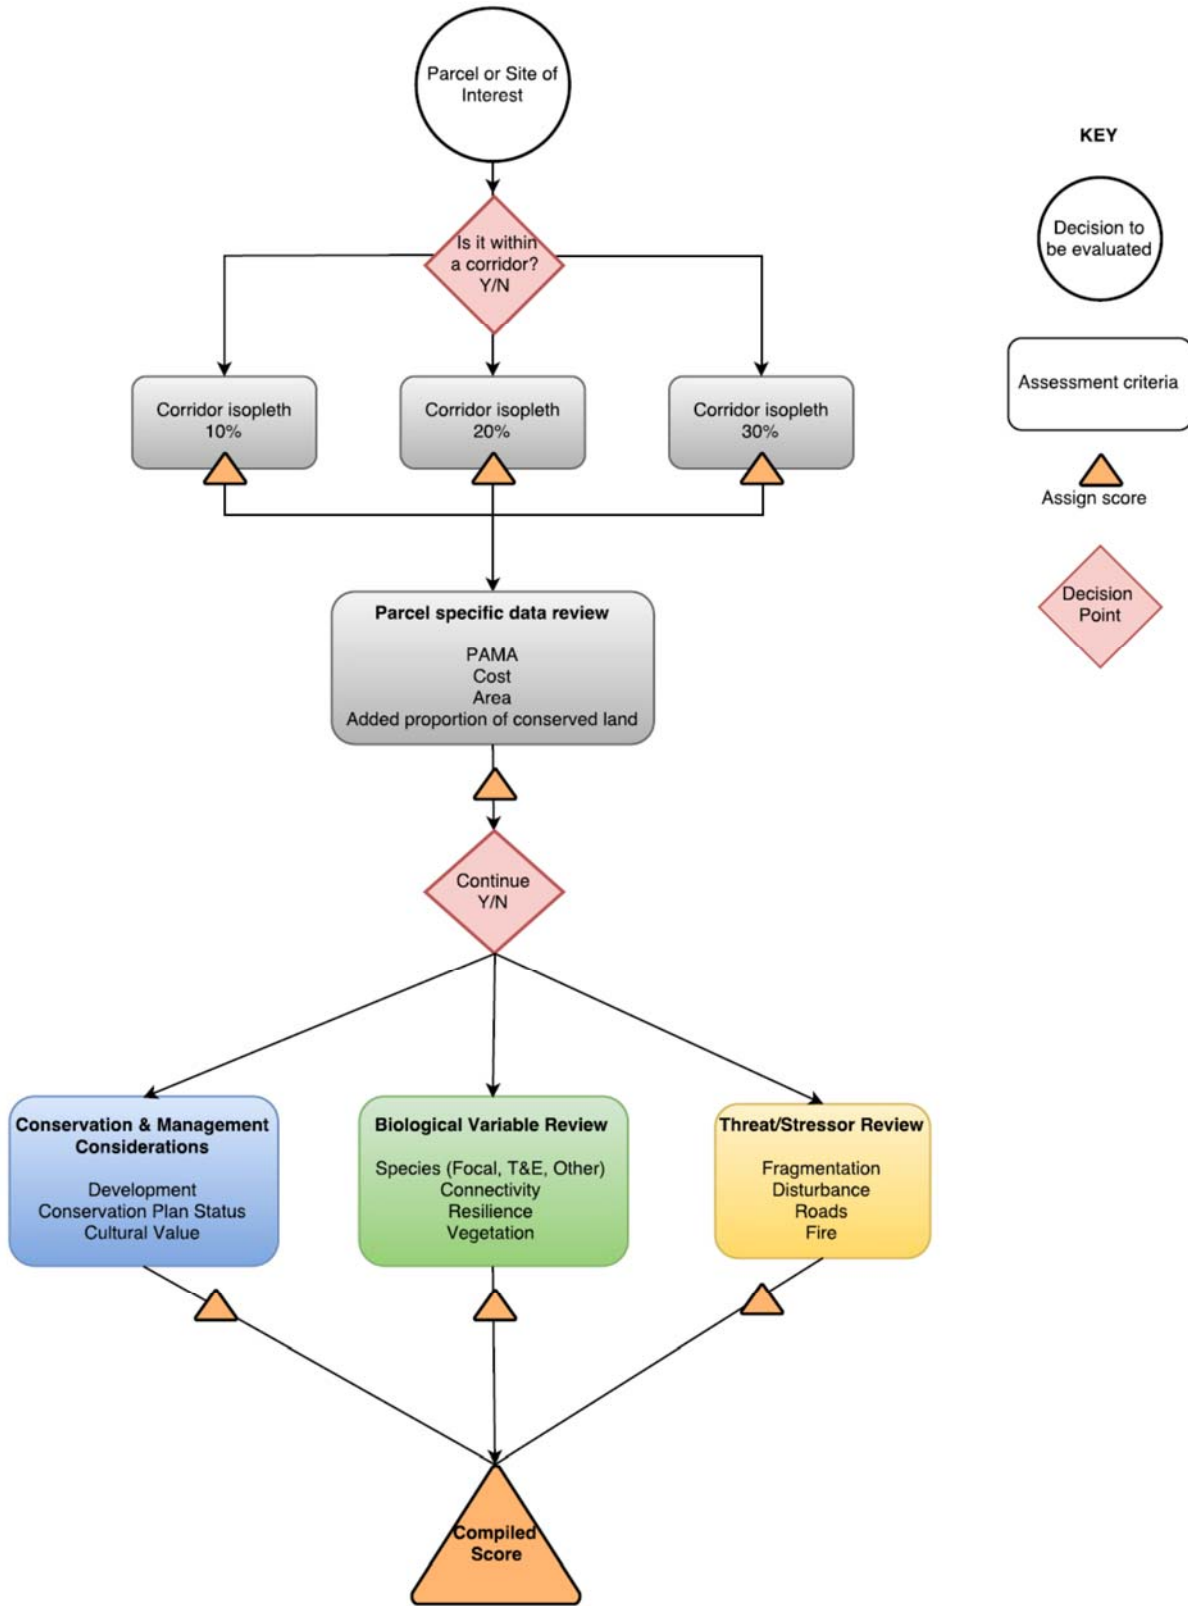 Parcel or Site of
Interest
KEY
Decision to
be evaluated
Is it within
a corridor?
Y/N
Corridor isopleth
10%
Corridor isopleth
20%
Corridor isopleth
30%
Assessment criteria
Assign score
Decision
Point
Parcel specific data review
PAMA
Cost
Area
Added proportion of conserved land
Continue
Y/N
Conservation & Management
Considerations
Development
Conservation Plan Status
Cultural Value
Biological Variable Review
Species (Focal, T&E, Other)
Connectivity
Resilience
Vegetation
Threat/Stressor Review
Fragmentation
Disturbance
Roads
Fire
Compiled
Score